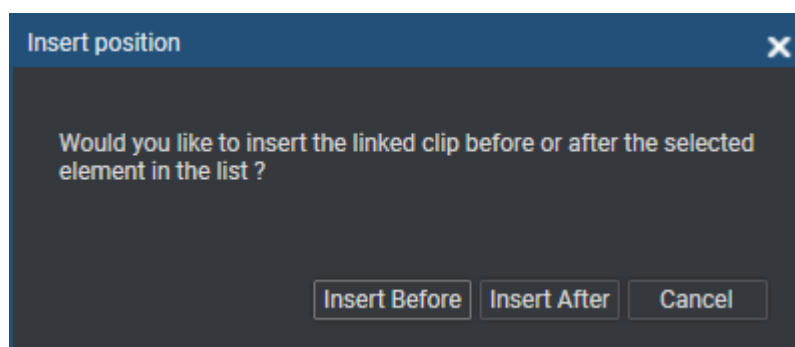 Insert position
Would you like to insert the linked clip before or after the selected
element in the list ?
Insert Before Insert After Cancel